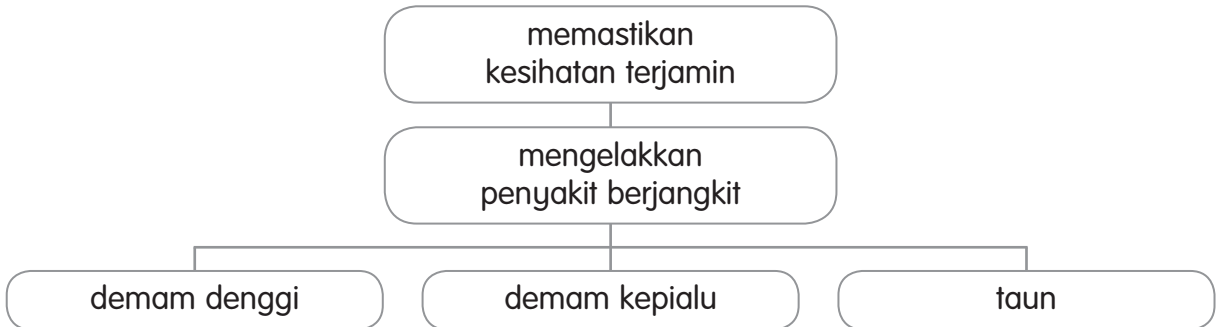 memastikan
kesihatan terjamin
mengelakkan
penyakit berjangkit
demam denggi
demam kepialu
taun